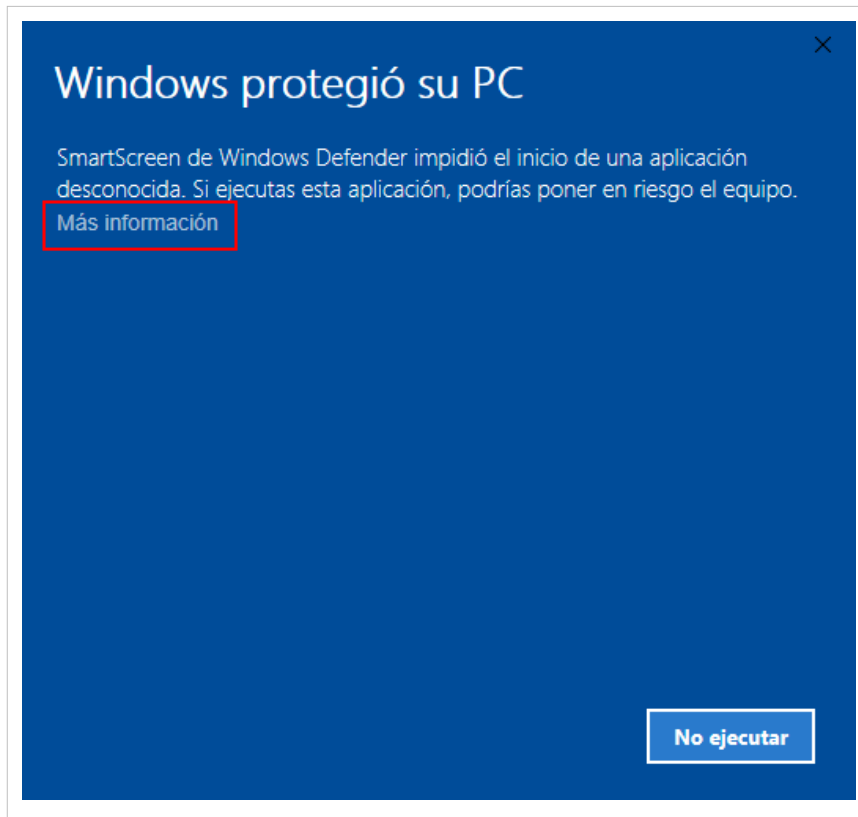 Windows protegió su PC
SmartScreen de Windows Defender impidió el inicio de una aplicación
desconocida. Si ejecutas esta aplicación, podrías poner en riesgo el equipo.
Más información
No ejecutar